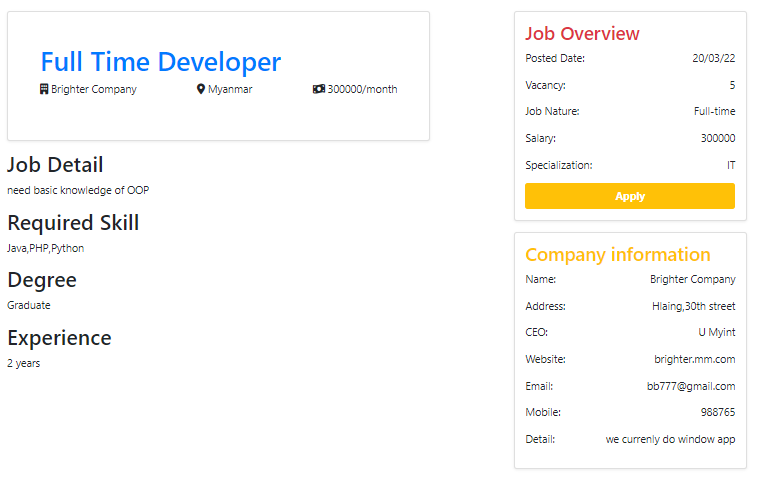 Full Time Developer
Brighter Company Myanmar 300000/month
Job Detail
need basic knowledge of OOP
Required Skill
Java,PHP,Python
Degree
Graduate
Experience
2 years
Job Overview
Posted Date: 20/03/22
Vacancy: 5
Job Nature: Full-time
Salary: 300000
Specialization: IT
Apply
Company information
Name: Brighter Company
Address: Hlaing,30th street
CEO: U Myint
Website: brighter.mm.com
Email: bb777@gmail.com
Mobile: 988765
Detail: we currenly do window app